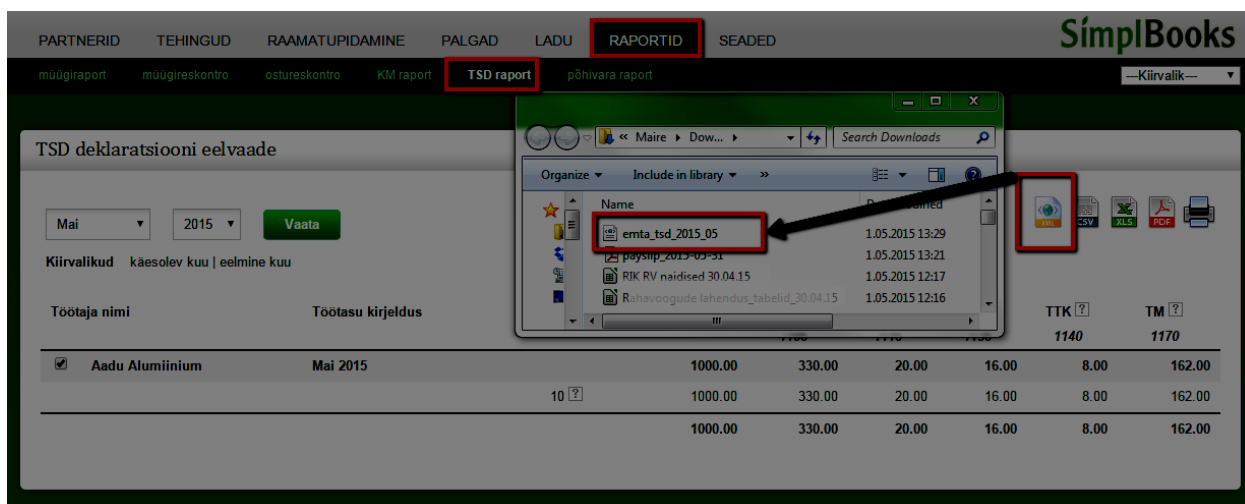 SimplBooks
PARTNERID TEHINGUD RAAMATUPIDAMINE PALGAD LADU RAPORTID SEADED
müügiraport müügireskontro ostureskontro KM raport TSD raport põhivara raport ---Kiirvalik---
TSD deklaratsiooni eelvaade
« Maire Dow... Search Downloads
Organize Include in library »
Mai 2015 Vaata
Kiirvalikud käesolev kuu | eelmine kuu
Name
emta_tsd_2015_05 1.05.2015 13:29
payslip_2015-05-31 1.05.2015 13:21
RIK RV naidised 30.04.15 1.05.2015 12:17
Rahavoogude lahendus_tabelid_30.04.15 1.05.2015 12:16
XML CSV XLS PDF
Töötaja nimi Töötasu kirjeldus TTK ? TM ?
1140 1170
Aadu Alumiinium Mai 2015 1000.00 330.00 20.00 16.00 8.00 162.00
10 ? 1000.00 330.00 20.00 16.00 8.00 162.00
1000.00 330.00 20.00 16.00 8.00 162.00